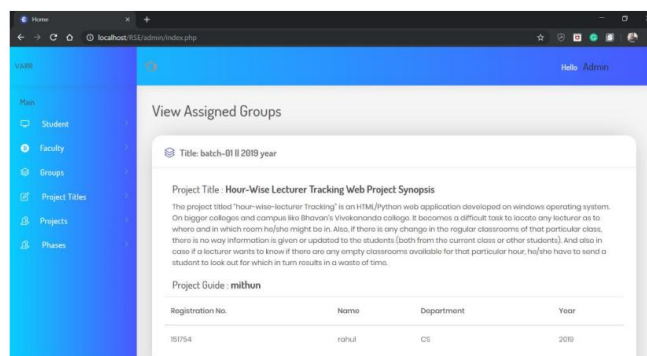 Home
localhost/RSE/admin/index.php
Hello Admin
Main
Student
Faculty
Groups
Project Titles
Projects
Phases
View Assigned Groups
Title: batch-01 || 2019 year
Project Title : Hour-Wise Lecturer Tracking Web Project Synopsis
The project titled "hour-wise-lecturer Tracking" is an HTML/Python web application developed on windows operating system.
On bigger colleges and campus like Bhavan's Vivekananda college. It becomes a difficult task to locate any lecturer as to
where and in which room he/she might be in. Also, if there is any change in the regular classrooms of that particular class,
there is no way information is given or updated to the students (both from the current class or other students). And also in
case if a lecturer wants to know if there are any empty classrooms available for that particular hour, he/she have to send a
student to look out for which in turn results in a waste of time.
Project Guide : mithun
Registration No. Name Department Year
151754 rahul CS 2019